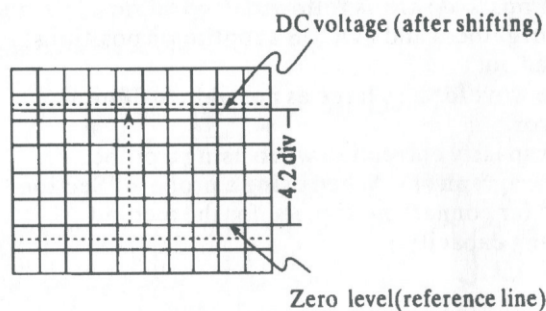 DC voltage (after shifting)
4.2 div
Zero level(reference line)